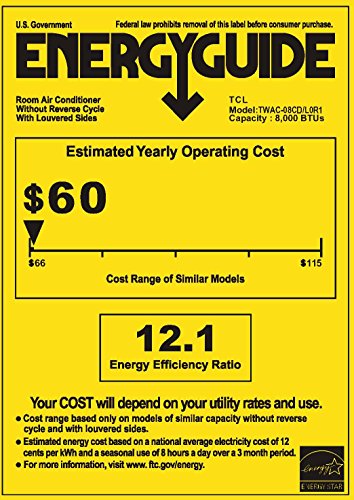 U.S. Government
Federal law prohibits removal of this label before consumer purchase.
ENERGYGUIDE
Room Air Conditioner
Without Reverse Cycle
With Louvered Sides
TCL
Model:TWAC-08CD/L0R1
Capacity : 8,000 BTUs
Estimated Yearly Operating Cost
$60
$66
$115
Cost Range of Similar Models
12.1
Energy Efficiency Ratio
Your COST will depend on your utility rates and use.
● Cost range based only on models of similar capacity without reverse
cycle and with louvered sides.
● Estimated energy cost based on a national average electricity cost of 12
cents per kWh and a seasonal use of 8 hours a day over a 3 month period.
● For more information, visit www. ftc.gov/energy.
energy
ENERGY STAR